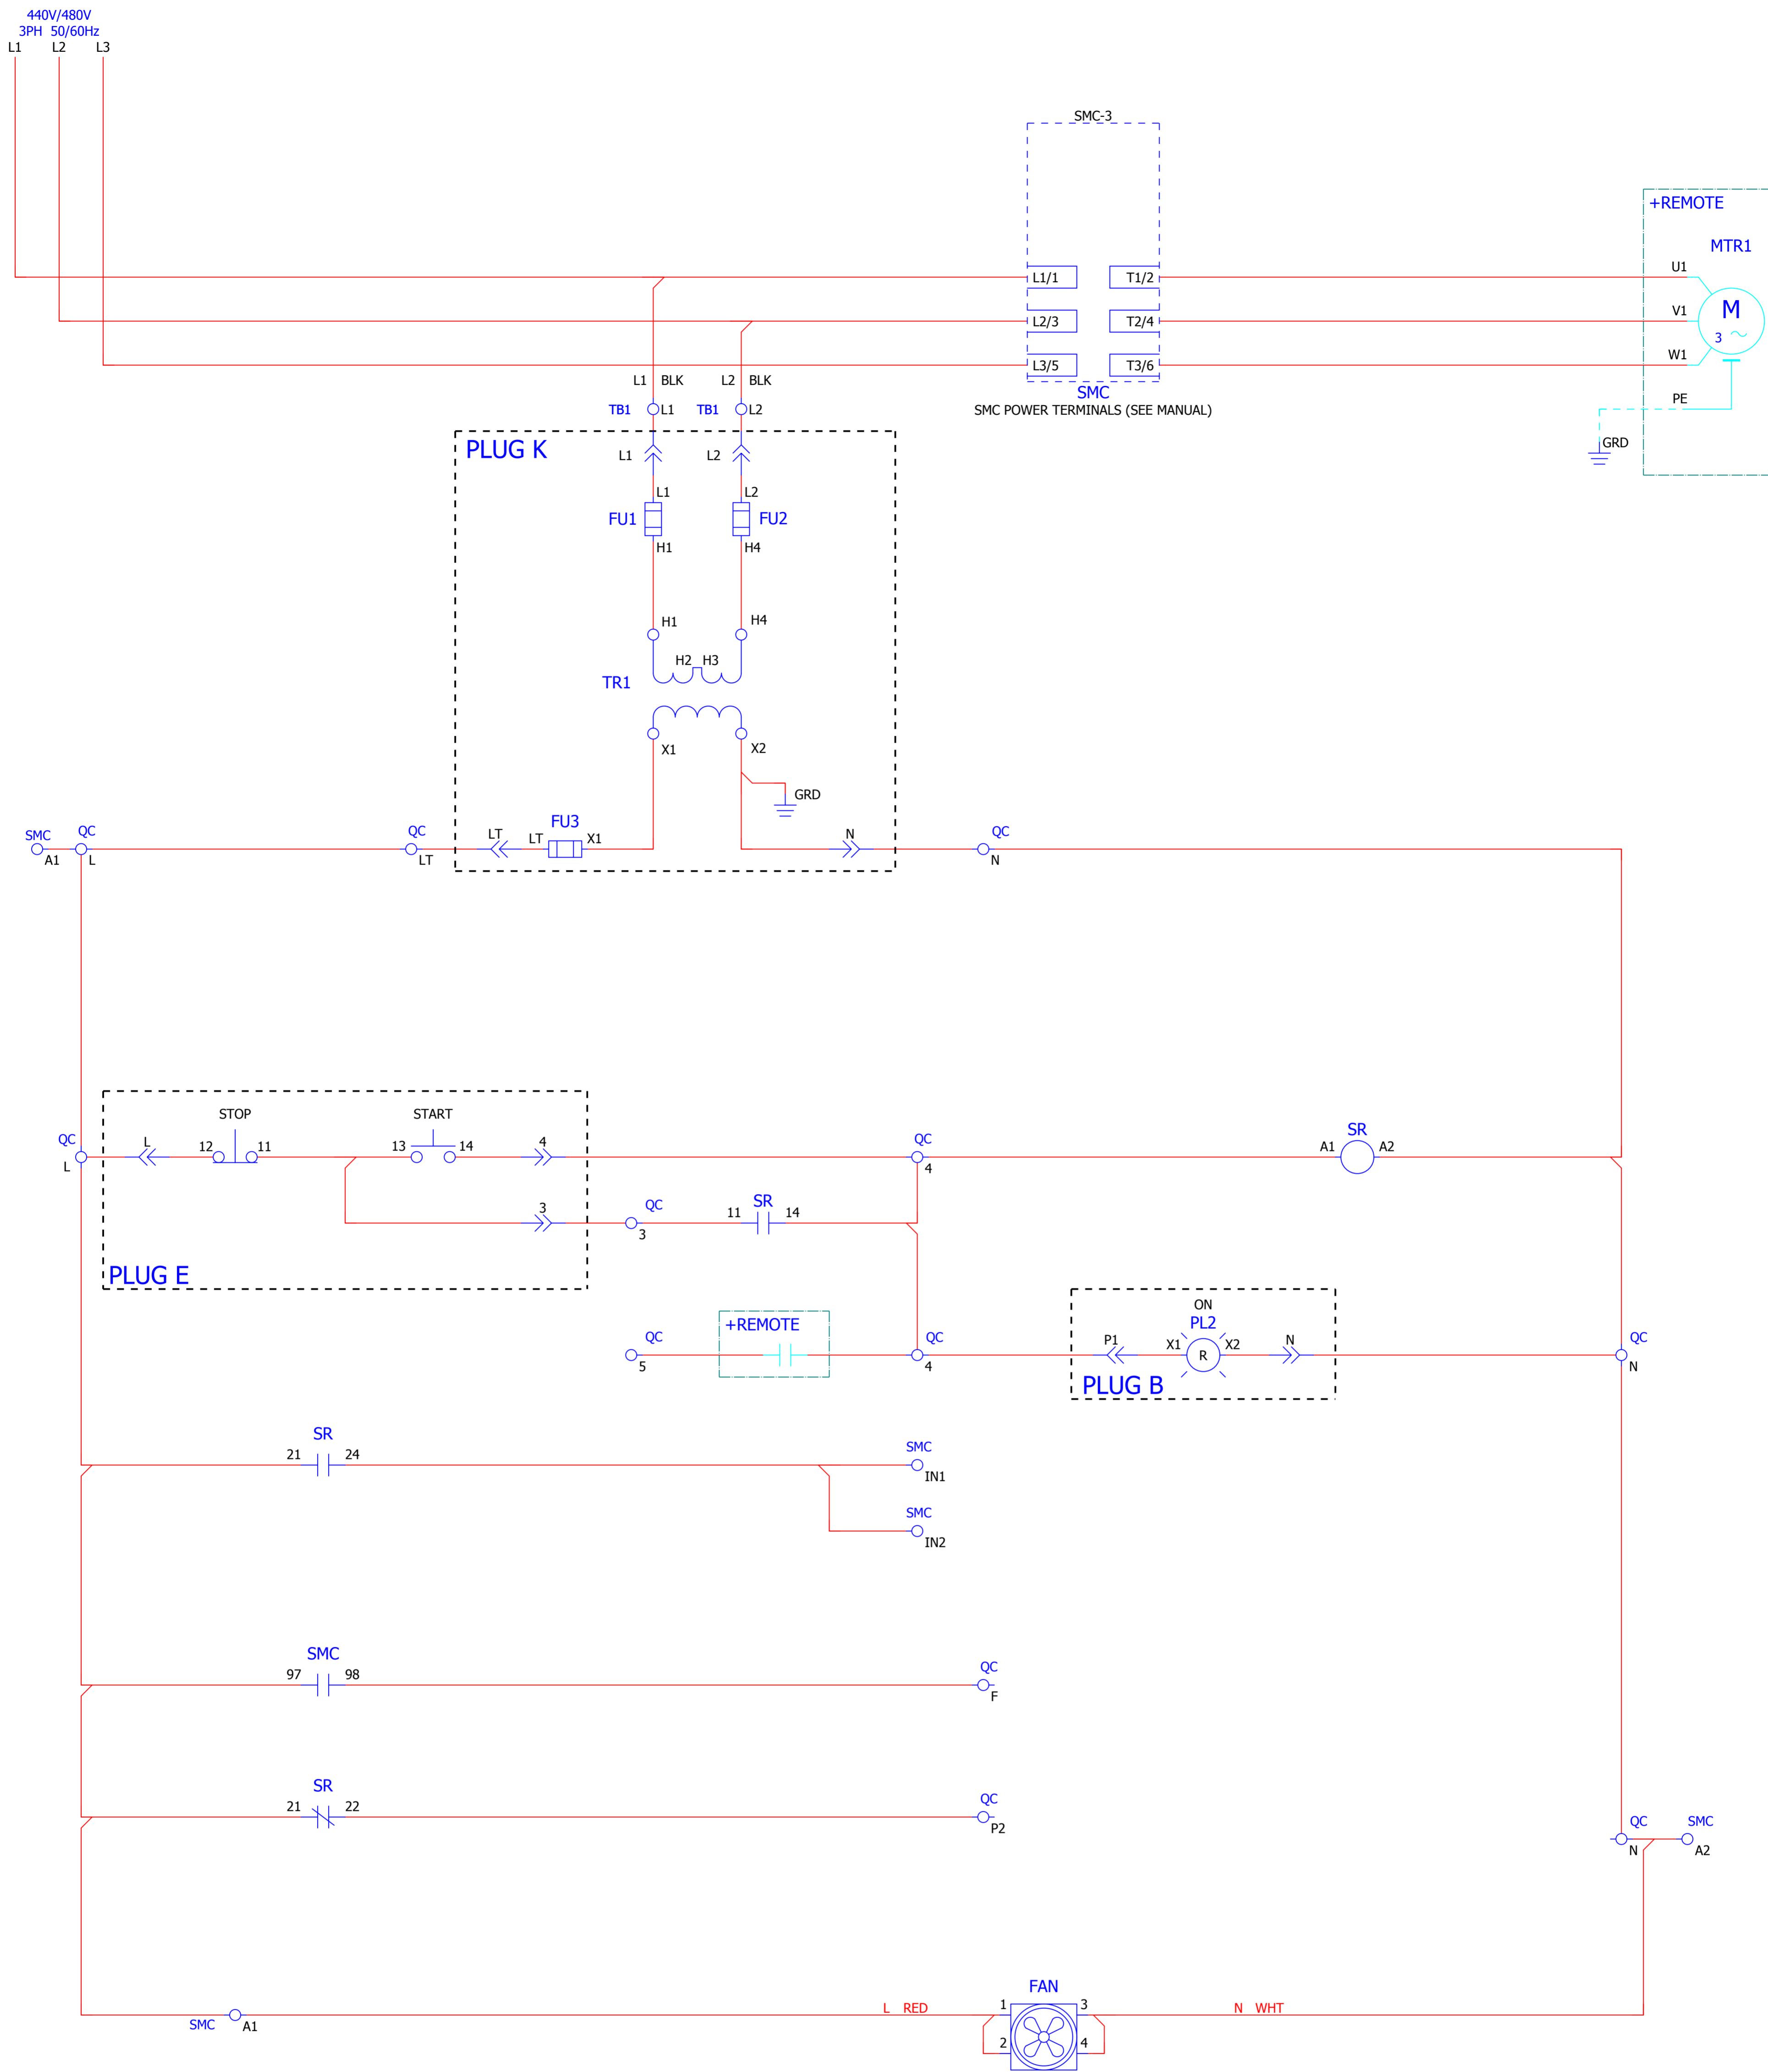 440V/480V
3PH 50/60Hz
L1 L2 L3
SMC-3
+REMOTE
MTR1
L1/1 T1/2 U1
L2/3 T2/4 V1
M
3
L3/5 T3/6 W1
L1 BLK L2 BLK
SMC
TB1 L1 TB1 L2
SMC POWER TERMINALS (SEE MANUAL)
PE
GRD
PLUG K
L1 L2
L1 L2
FU1 FU2
H1 H4
H1 H4
H2 H3
TR1
X1 X2
GRD
SMC QC QC LT LT FU3 X1 N QC
A1 L LT N
STOP START
QC L 12 11 13 14 4 QC SR
L 4 A1 A2
3 QC 11 SR 14
3
PLUG E
+REMOTE
ON
PL2
QC QC P1 X1 R X2 N QC
5 4 N
PLUG B
SR
21 24 SMC
IN1
SMC
IN2
SMC
97 98 QC
F
SR
21 22 QC
P2
QC SMC
N A2
FAN
L RED 1 3 N WHT
SMC A1
2 4